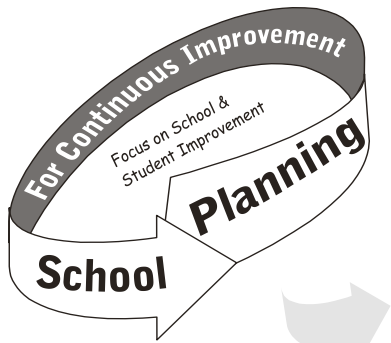 For Continuous Improvement
Focus on School &
Student Improvement
School
Planning